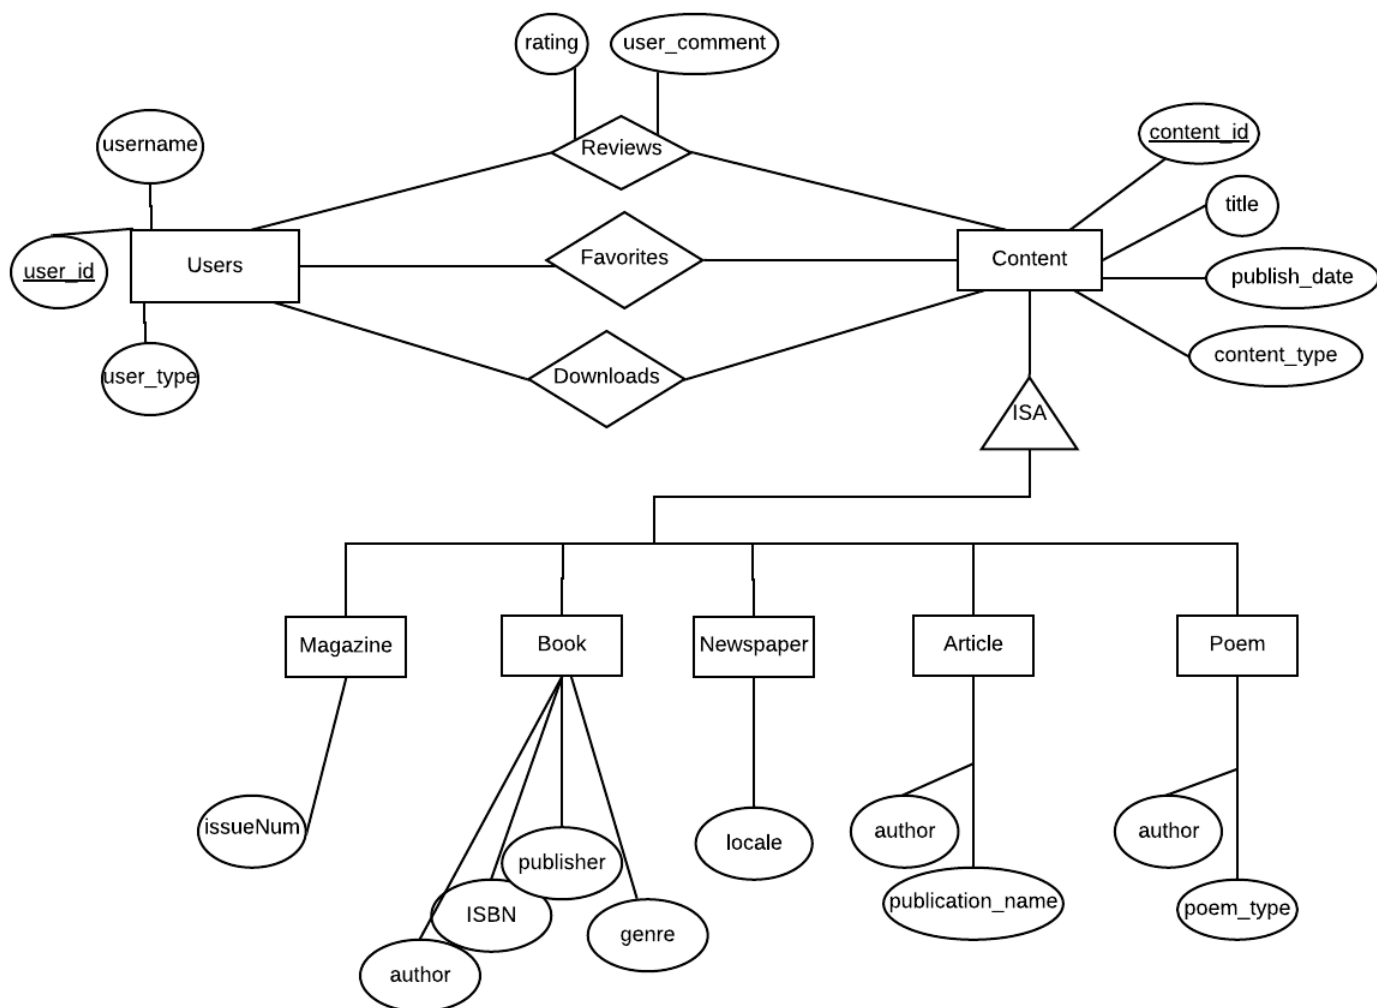 rating
user_comment
username
Reviews
content_id
title
user_id
Users
Favorites
Content
publish_date
user_type
Downloads
content_type
ISA
Magazine
Book
Newspaper
Article
Poem
issueNum
publisher
locale
author
author
ISBN
publication_name
poem_type
genre
author